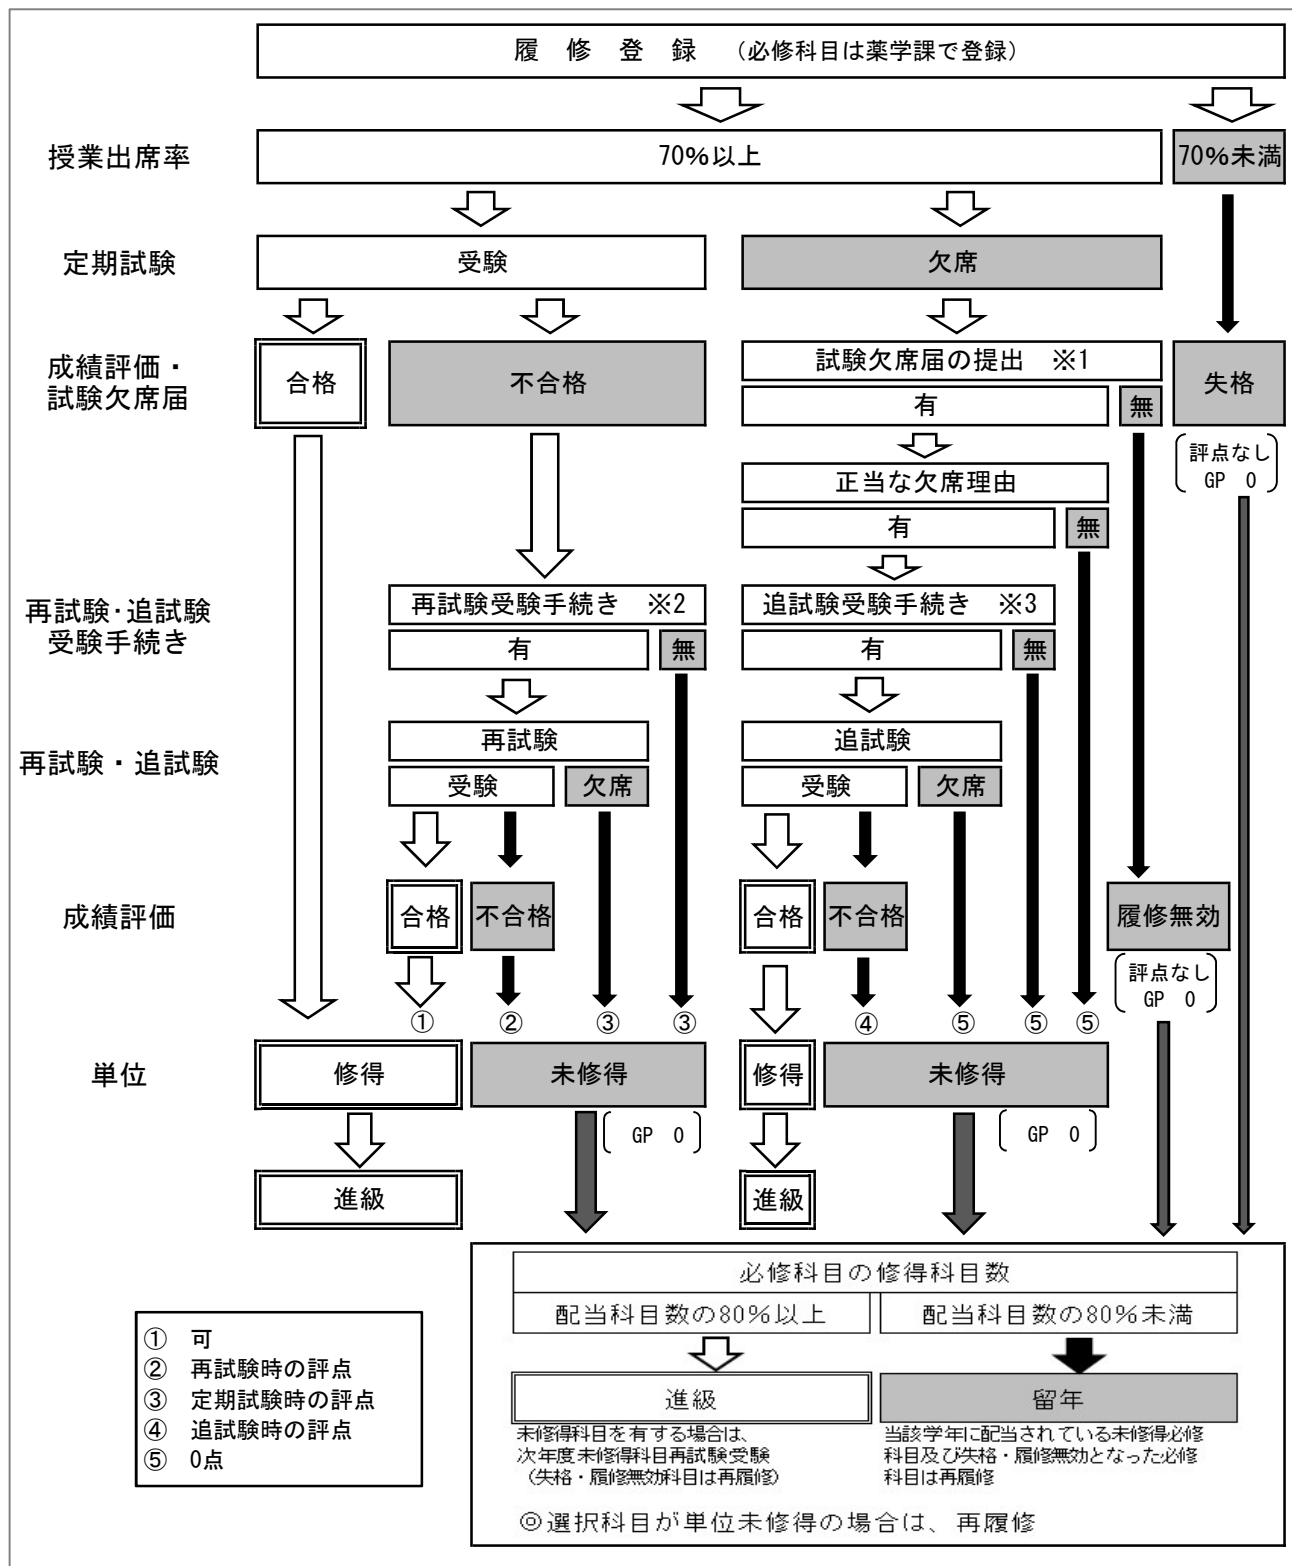 履 修 登 録 （必修科目は薬学課で登録）
授業出席率
70％以上
70％未満
定期試験
受験
欠席
成績評価・
試験欠席届
合格
不合格
試験欠席届の提出 ※1
有
無
失格
評点なし
GP 0
正当な欠席理由
有
無
再試験･追試験
受験手続き
再試験受験手続き ※2
有
無
追試験受験手続き ※3
有
無
再試験・追試験
再試験
受験
欠席
追試験
受験
欠席
成績評価
合格
不合格
合格
不合格
履修無効
評点なし
GP 0
① ② ③ ③ ④ ⑤ ⑤ ⑤
単位
修得
未修得
修得
未修得
GP 0
GP 0
進級
進級
必修科目の修得科目数
配当科目数の80％以上
配当科目数の80％未満
進級
留年
未修得科目を有する場合は、
次年度未修得科目再試験受験
（失格・履修無効科目は再履修）
当該学年に配当されている未修得必修
科目及び失格・履修無効となった必修
科目は再履修
◎選択科目が単位未修得の場合は、再履修
① 可
② 再試験時の評点
③ 定期試験時の評点
④ 追試験時の評点
⑤ 0点